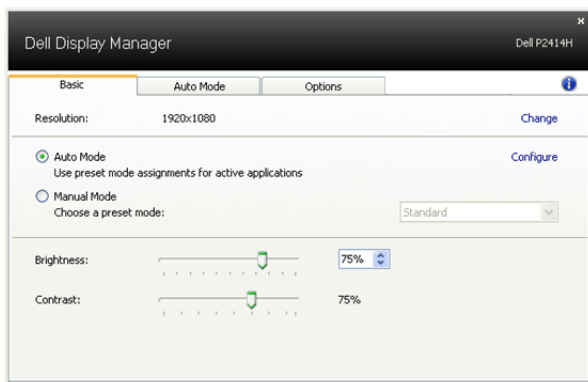 Dell Display Manager
Dell P2414H
Basic
Auto Mode
Options
Resolution:
1920x1080
Change
Auto Mode
Configure
Use preset mode assignments for active applications
Manual Mode
Choose a preset mode:
Standard
Brightness:
75%
Contrast:
75%